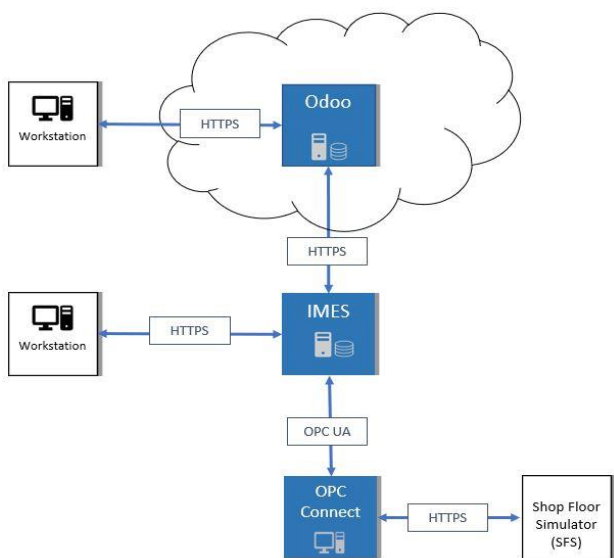 Odoo
HTTPS
Workstation
HTTPS
IMES
HTTPS
Workstation
OPC UA
OPC
Connect
HTTPS
Shop Floor
Simulator
(SFS)